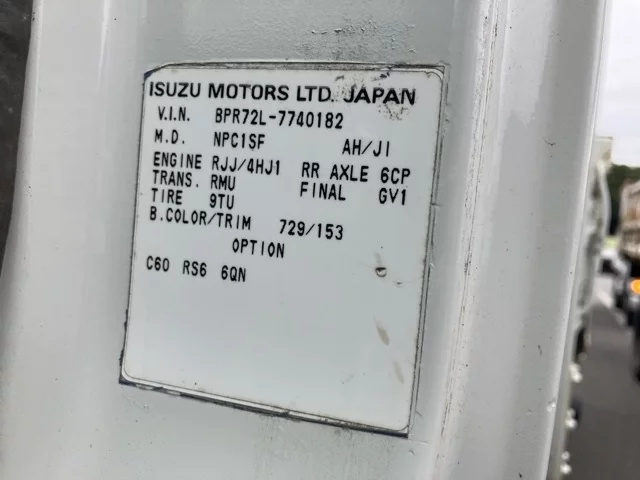 ISUZU MOTORS LTD. JAPAN
V.I.N. BPR72L-7740182
M.D. NPC1SF AH/JI
ENGINE RJJ/4HJ1 RR AXLE 6CP
TRANS. RMU FINAL GV1
TIRE 9TU
B.COLOR/TRIM 729/153
OPTION
C60 RS6 6QN